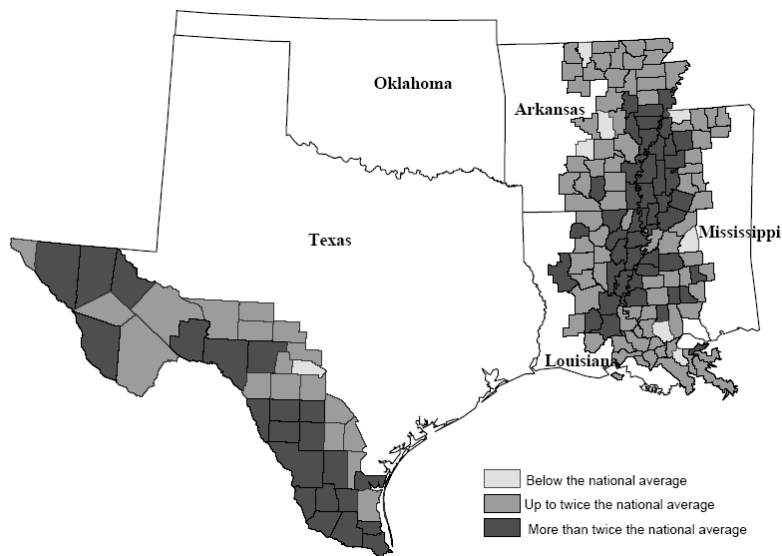 Oklahoma
Arkansas
Texas
Mississippi
Louisiana
Below the national average
Up to twice the national average
More than twice the national average